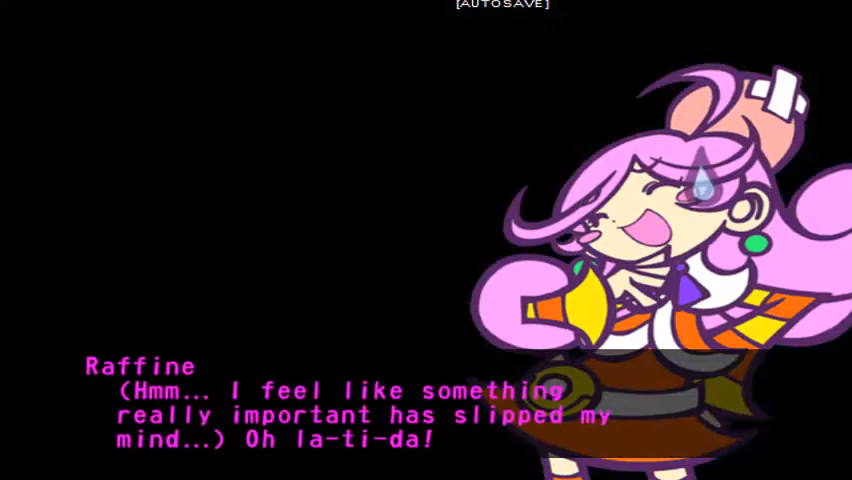 [AUTOSAVE]
Raffine
(Hmm... I feel like something
really important has slipped my
mind...) Oh la-ti-da!